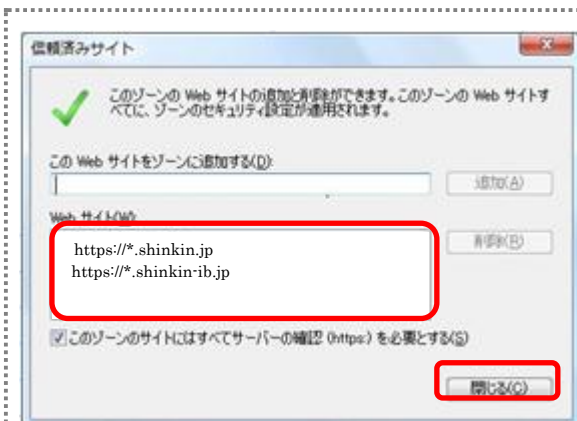 信頼済みサイト
このゾーンの Web サイトの追加と削除ができます。このゾーンの Web サイトす
べてに、ゾーンのセキュリティ設定が適用されます。
この Web サイトをゾーンに追加する(D):
追加(A)
Web サイト(W):
https://*.shinkin.jp
https://*.shinkin-ib.jp
削除(R)
このゾーンのサイトにはすべてサーバーの確認 (https:) を必要とする(S)
閉じる(C)